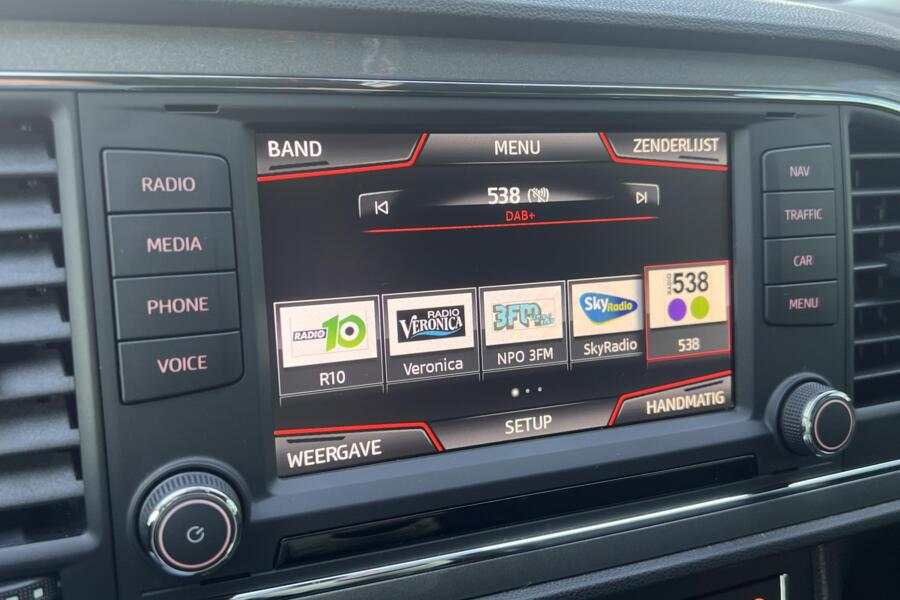 BAND
MENU
ZENDERLIJST
RADIO
MEDIA
PHONE
VOICE
NAV
TRAFFIC
CAR
MENU
538
DAB+
RADIO 10
R10
RADIO
VERONICA
Veronica
3FM
NPO 3FM
SkyRadio
SkyRadio
RADIO 538
538
WEERGAVE
SETUP
HANDMATIG